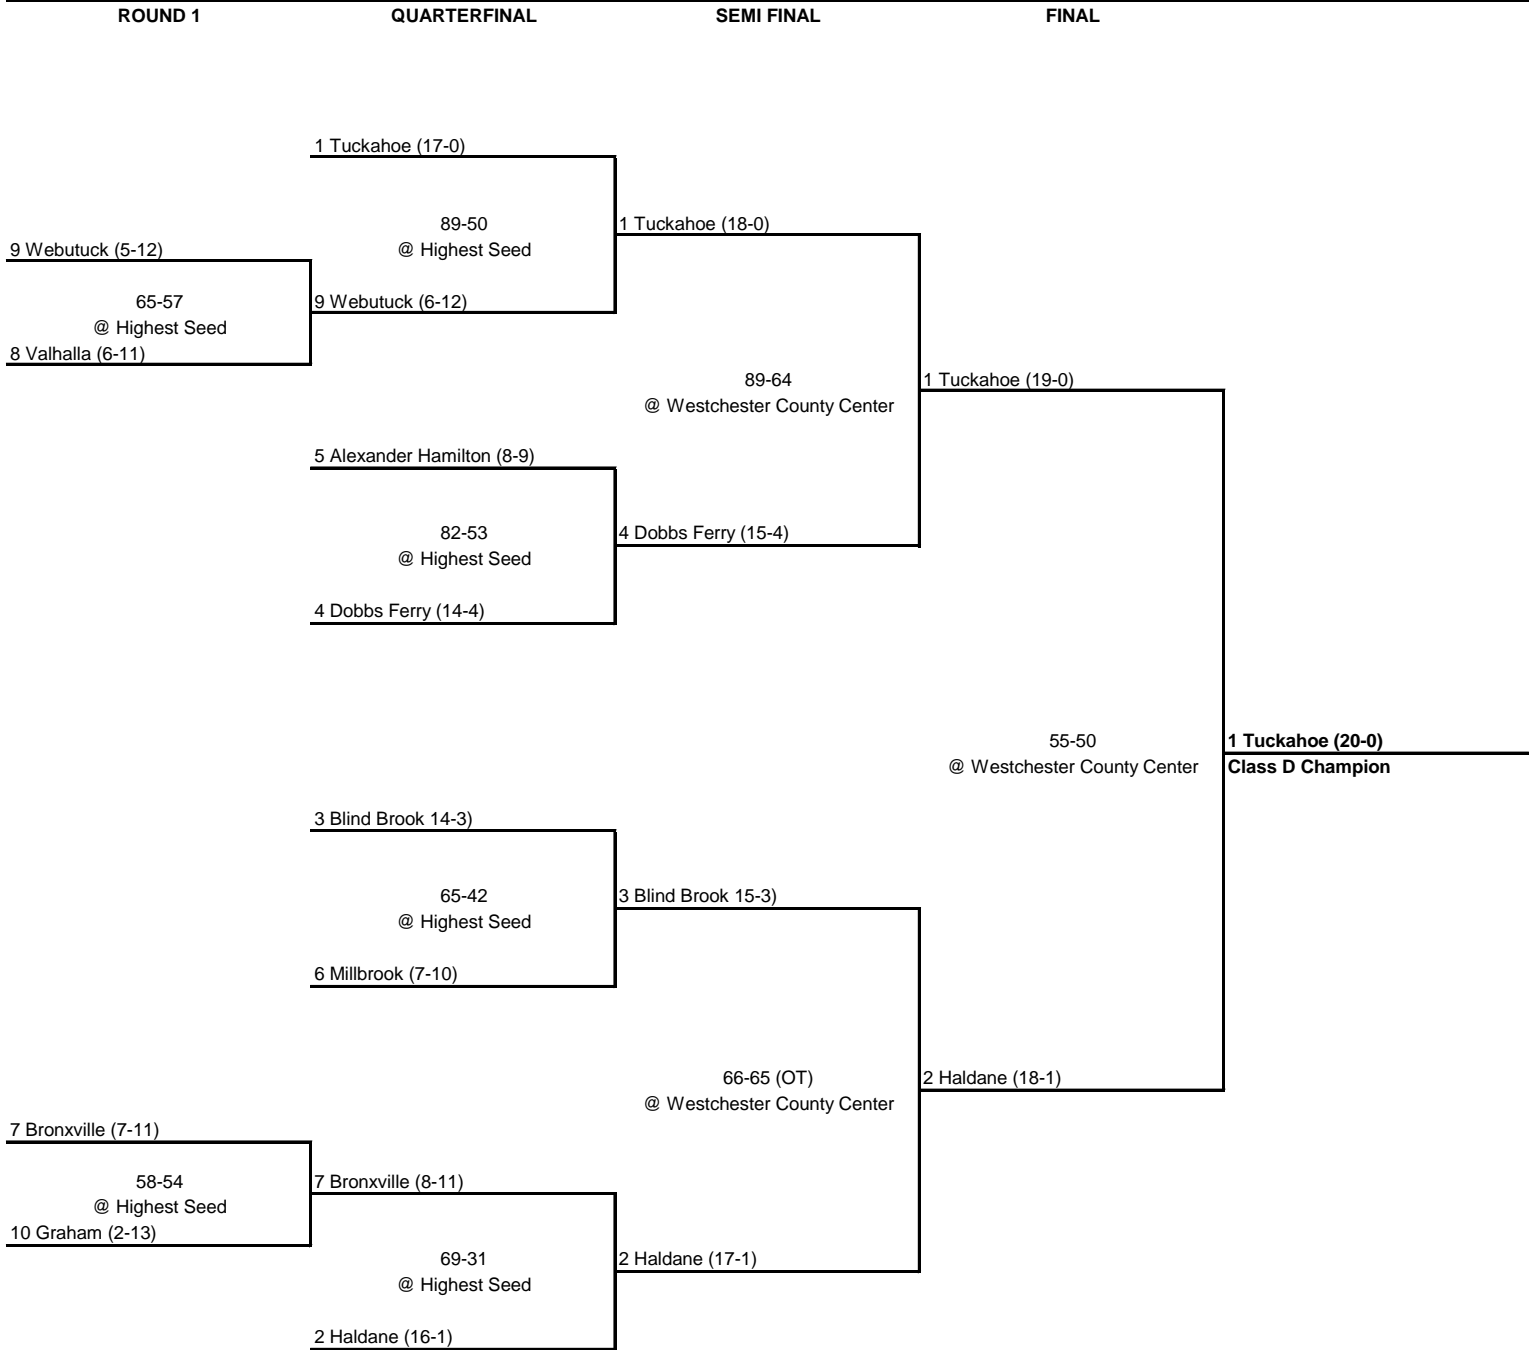 ROUND 1 QUARTERFINAL SEMI FINAL FINAL
1 Tuckahoe (17-0)
89-50
@ Highest Seed
1 Tuckahoe (18-0)
9 Webutuck (5-12)
65-57
@ Highest Seed
9 Webutuck (6-12)
8 Valhalla (6-11)
89-64
@ Westchester County Center
1 Tuckahoe (19-0)
5 Alexander Hamilton (8-9)
82-53
@ Highest Seed
4 Dobbs Ferry (15-4)
4 Dobbs Ferry (14-4)
55-50
@ Westchester County Center
1 Tuckahoe (20-0)
Class D Champion
3 Blind Brook 14-3)
65-42
@ Highest Seed
3 Blind Brook 15-3)
6 Millbrook (7-10)
66-65 (OT)
@ Westchester County Center
2 Haldane (18-1)
7 Bronxville (7-11)
58-54
@ Highest Seed
7 Bronxville (8-11)
10 Graham (2-13)
69-31
@ Highest Seed
2 Haldane (17-1)
2 Haldane (16-1)